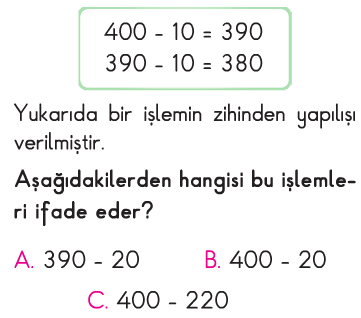 400 - 10 = 390
390 - 10 = 380
Yukarıda bir işlemin zihinden yapılışı
verilmiştir.
Aşağıdakilerden hangisi bu işlemle-
ri ifade eder?
A. 390 - 20 B. 400 - 20
C. 400 - 220